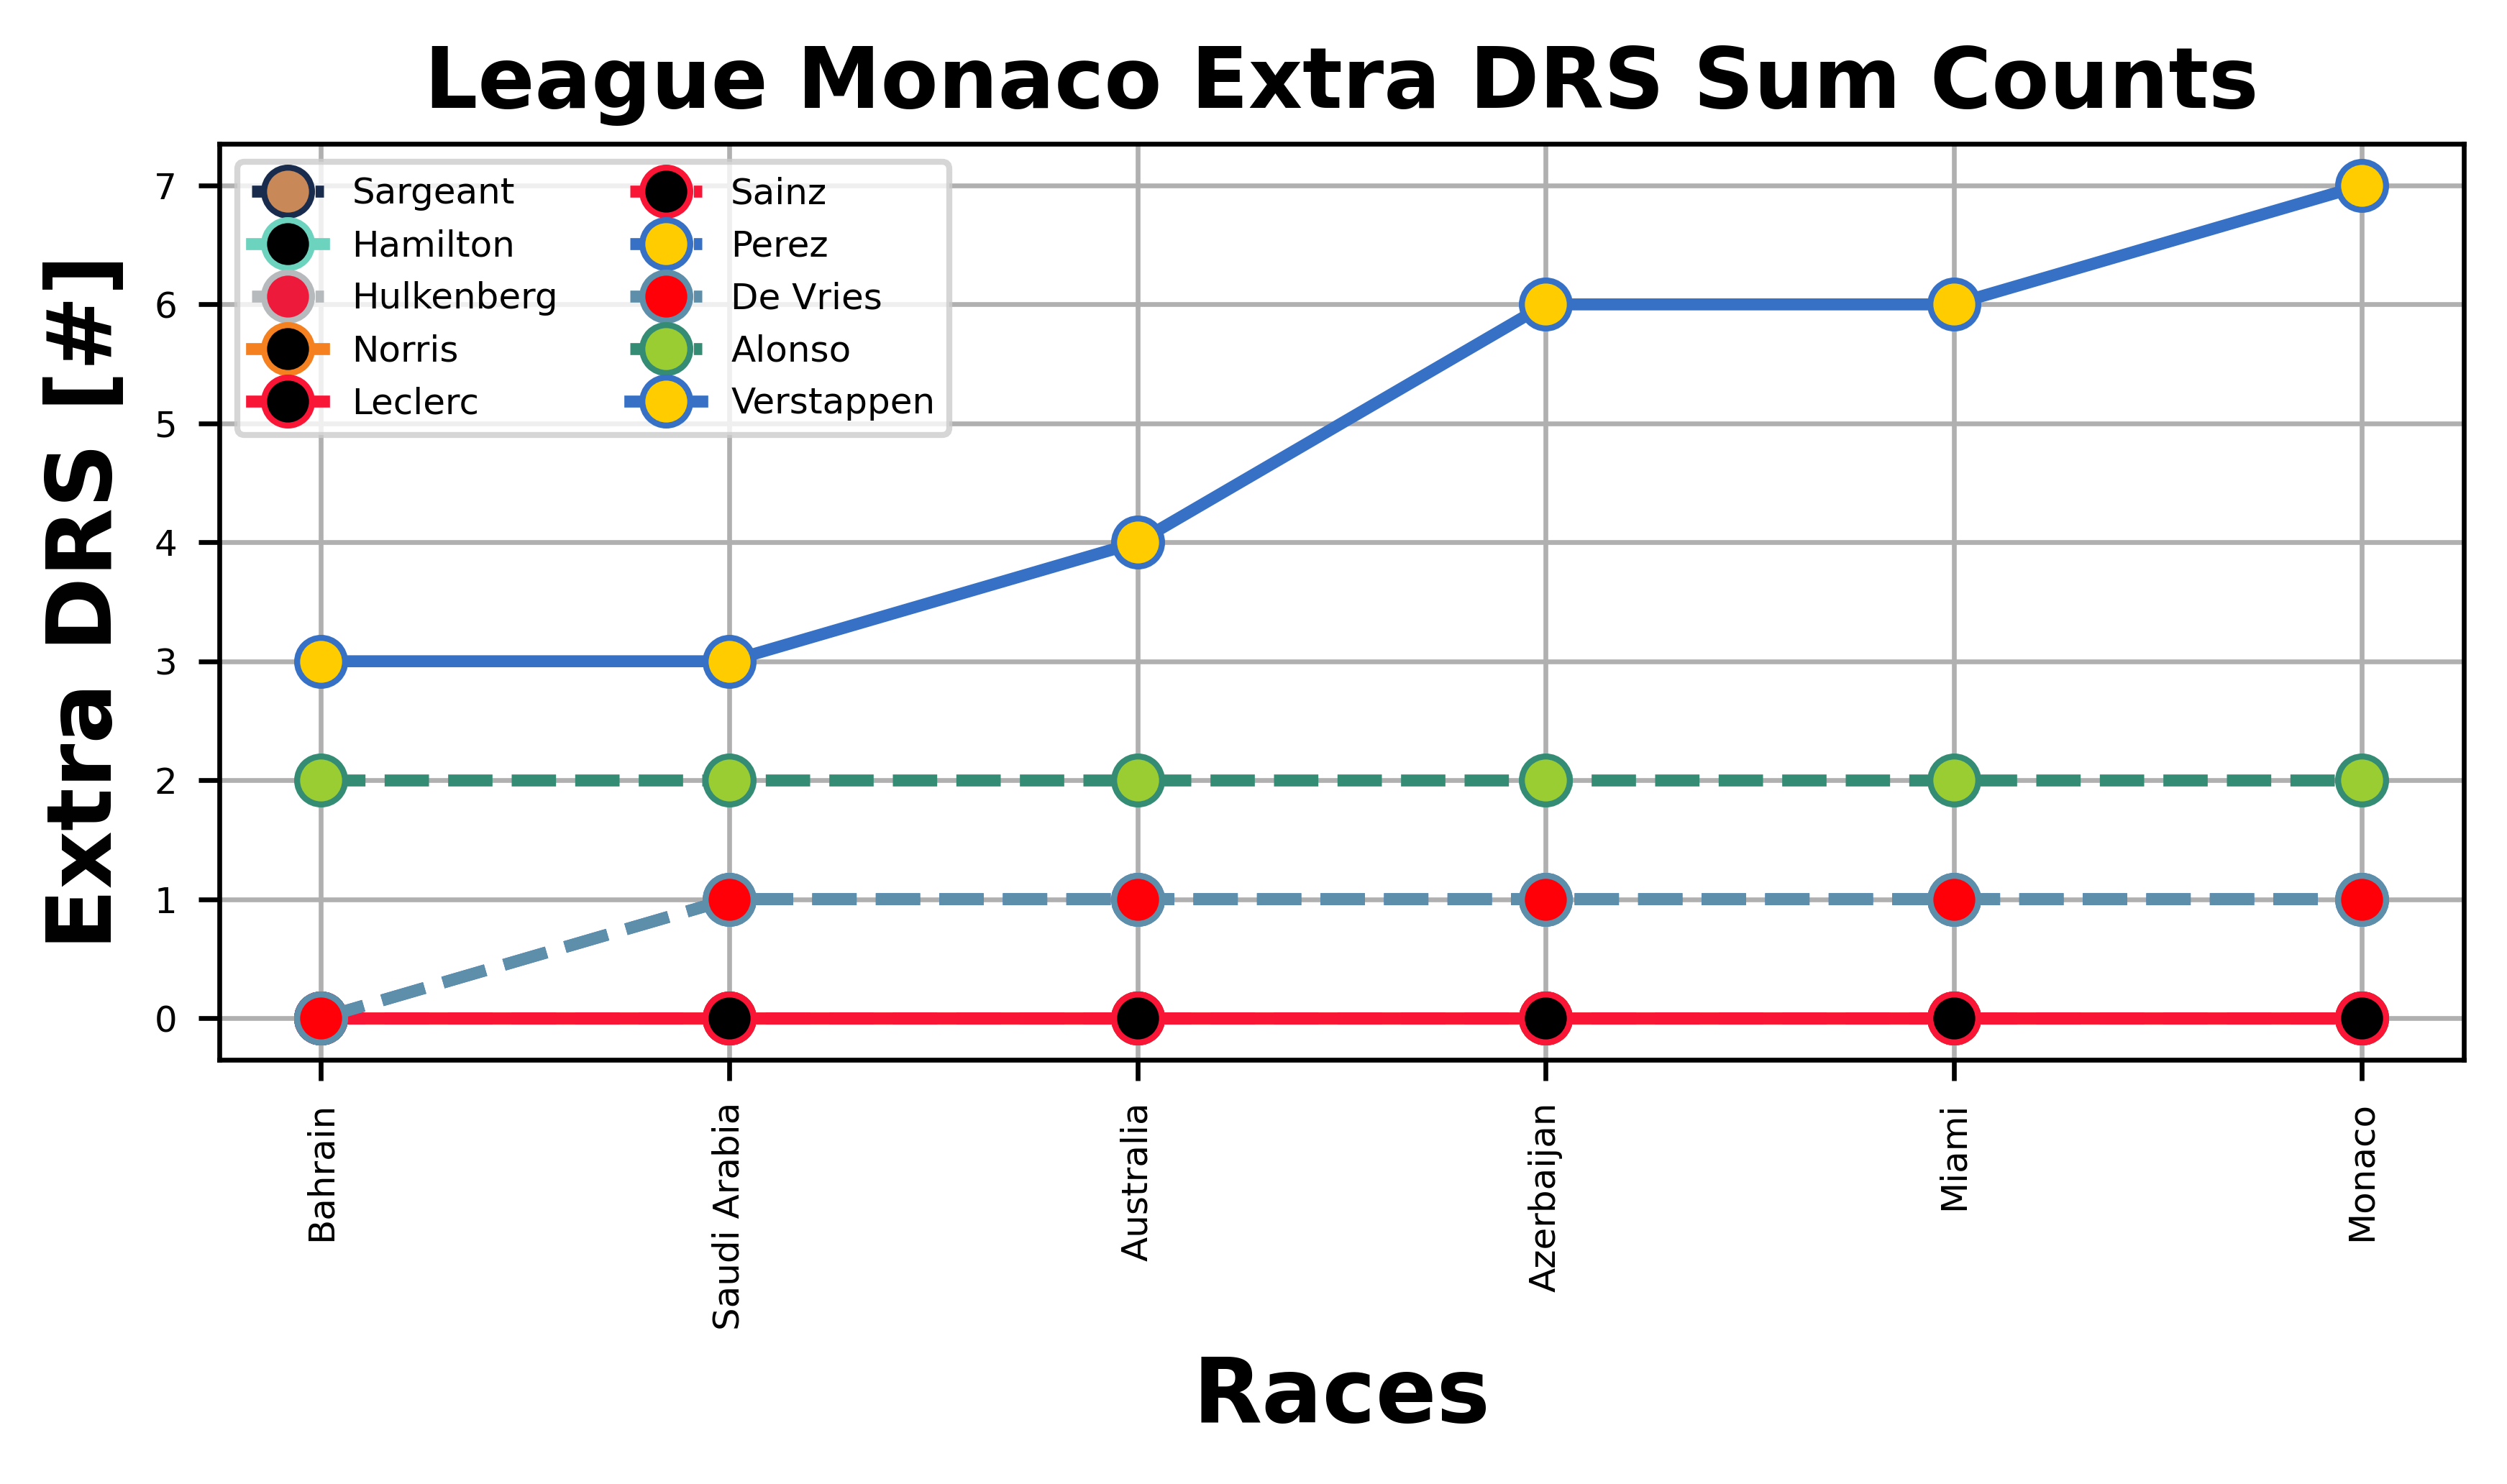 League Monaco Extra DRS Sum Counts
Extra DRS [#]
7
6
5
4
3
2
1
0
Sargeant
Hamilton
Hulkenberg
Norris
Leclerc
Sainz
Perez
De Vries
Alonso
Verstappen
Bahrain
Saudi Arabia
Australia
Azerbaijan
Miami
Monaco
Races